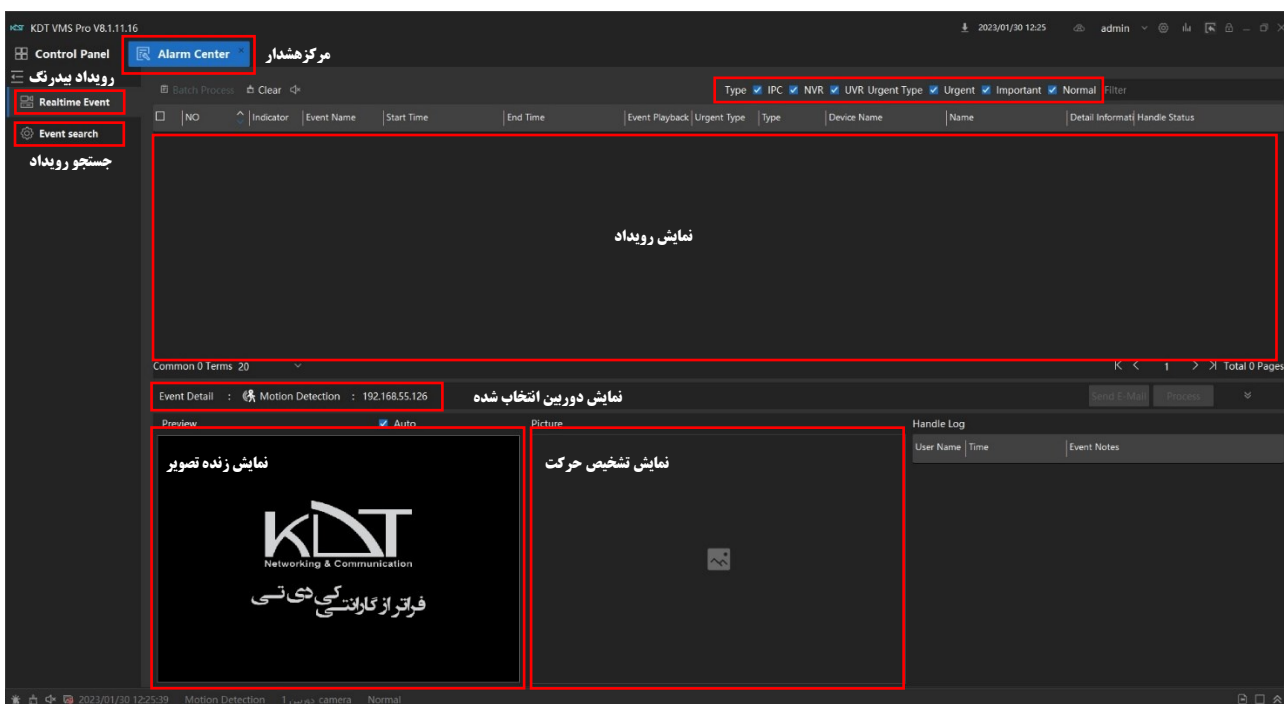 KDT KDT VMS Pro V8.1.11.16
2023/01/30 12:25
admin
Control Panel
Alarm Center
مرکزهشدار
رویداد بیدرنگ
Realtime Event
Event search
جستجو رویداد
Batch Process Clear
Type IPC NVR UVR Urgent Type Urgent Important Normal Filter
NO Indicator Event Name Start Time End Time Event Playback Urgent Type Type Device Name Name Detail Informati Handle Status
نمایش رویداد
Common 0 Terms 20
1 Total 0 Pages
Event Detail : Motion Detection : 192.168.55.126
نمایش دوربین انتخاب شده
Send E-Mail Process
Preview Auto
Picture
Handle Log
User Name Time Event Notes
نمایش زنده تصویر
نمایش تشخیص حرکت
KDT
Networking & Communication
فراتر از گارانتی کی دی تی
2023/01/30 12:25:39 Motion Detection دوربین 1 camera Normal